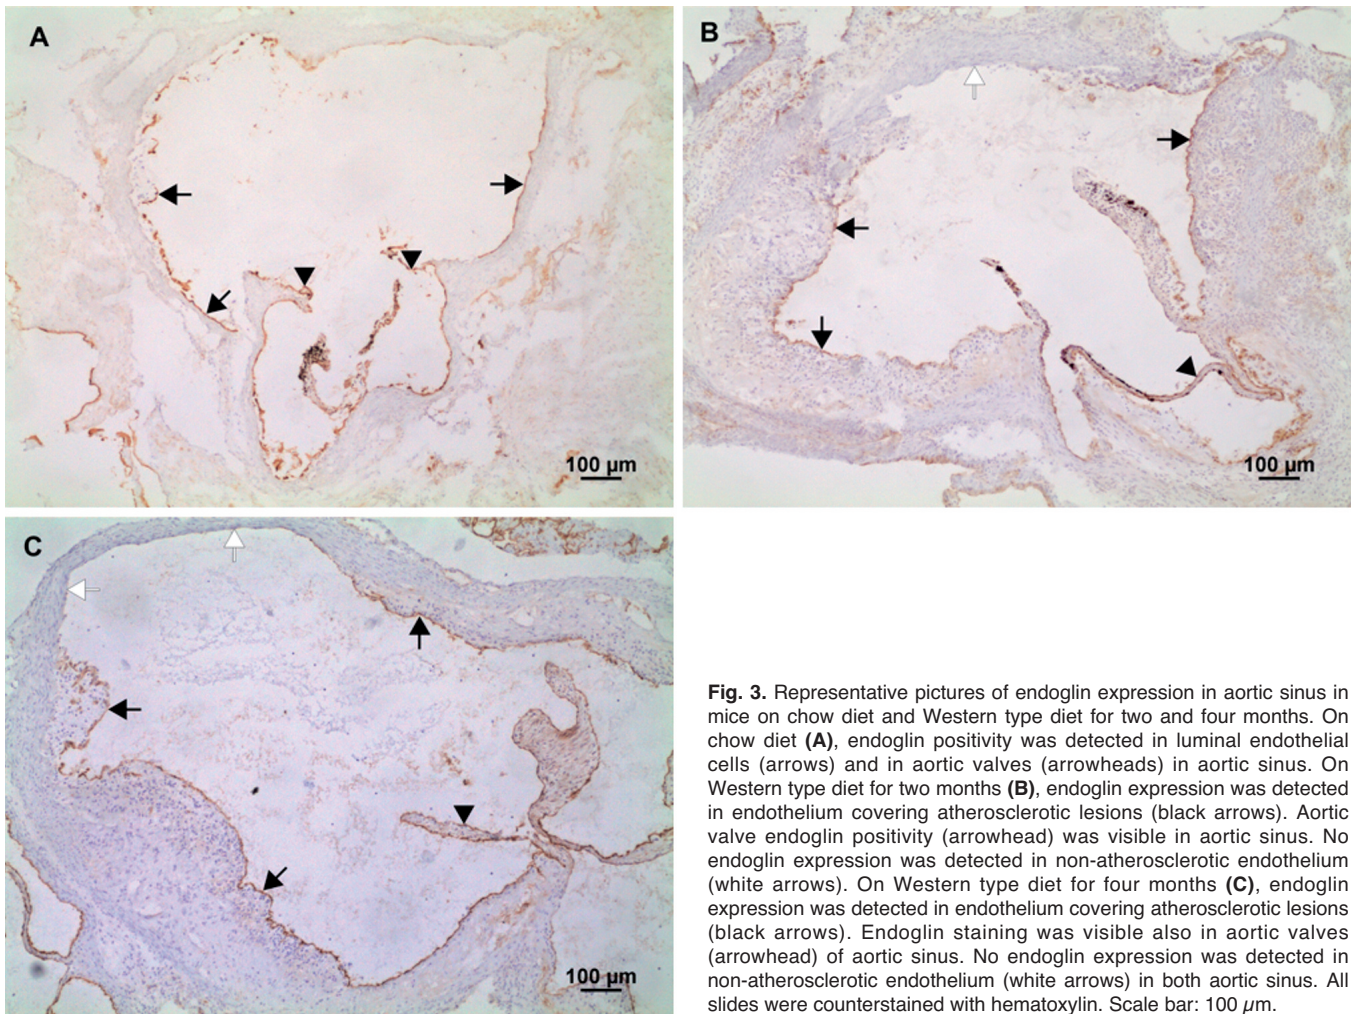 A
B
100 µm
100 µm
C
100 µm
Fig. 3. Representative pictures of endoglin expression in aortic sinus in
mice on chow diet and Western type diet for two and four months. On
chow diet (A), endoglin positivity was detected in luminal endothelial
cells (arrows) and in aortic valves (arrowheads) in aortic sinus. On
Western type diet for two months (B), endoglin expression was detected
in endothelium covering atherosclerotic lesions (black arrows). Aortic
valve endoglin positivity (arrowhead) was visible in aortic sinus. No
endoglin expression was detected in non-atherosclerotic endothelium
(white arrows). On Western type diet for four months (C), endoglin
expression was detected in endothelium covering atherosclerotic lesions
(black arrows). Endoglin staining was visible also in aortic valves
(arrowhead) of aortic sinus. No endoglin expression was detected in
non-atherosclerotic endothelium (white arrows) in both aortic sinus. All
slides were counterstained with hematoxylin. Scale bar: 100 µm.